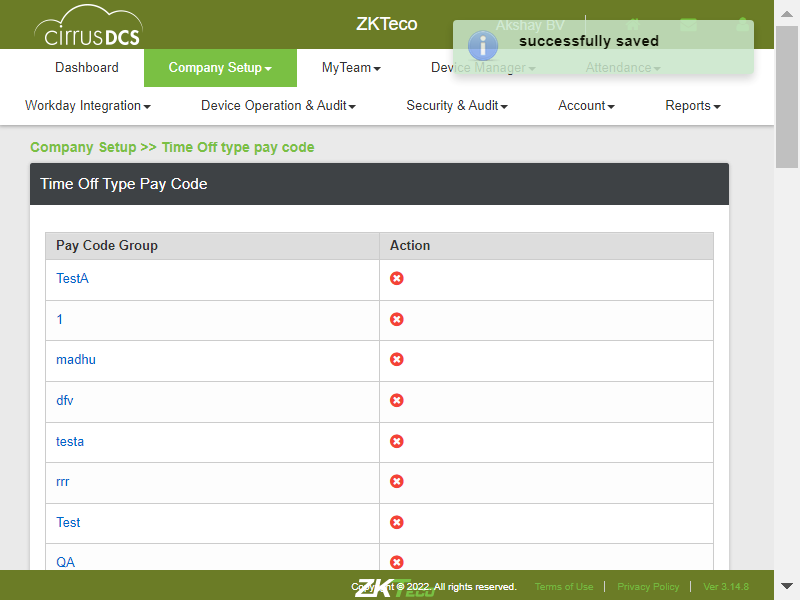 cirrusDCS
ZKTeco
Akshay BV
successfully saved
Dashboard
Company Setup
MyTeam
Device Manager
Attendance
Workday Integration
Device Operation & Audit
Security & Audit
Account
Reports
Company Setup >> Time Off type pay code
Time Off Type Pay Code
Pay Code Group Action
TestA
1
madhu
dfv
testa
rrr
Test
QA
ZKTeco
Copyright © 2022. All rights reserved.
Terms of Use
Privacy Policy
Ver 3.14.8